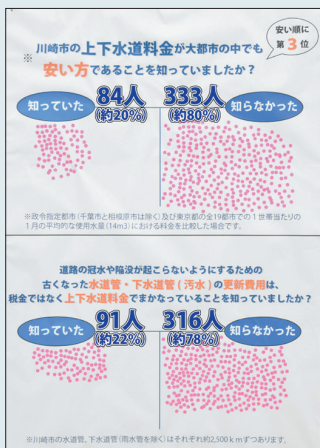 安い順に
第3位
※
川崎市の上下水道料金が大都市の中でも
安い方であることを知っていましたか？
知っていた
84人
(約20%)
333人
(約80%)
知らなかった
※政令指定都市(千葉市と相模原市は除く)及び東京都の全19都市での1世帯当たりの
1月の平均的な使用水量(14m3)における料金を比較した場合です。
道路の冠水や陥没が起こらないようにするための
古くなった水道管・下水道管(汚水)の更新費用は、
税金ではなく上下水道料金でまかなっていることを知っていましたか？
知っていた
91人
(約22%)
316人
(約78%)
知らなかった
※川崎市の水道管、下水道管(雨水管を除く)はそれぞれ約2,500kmずつあります。